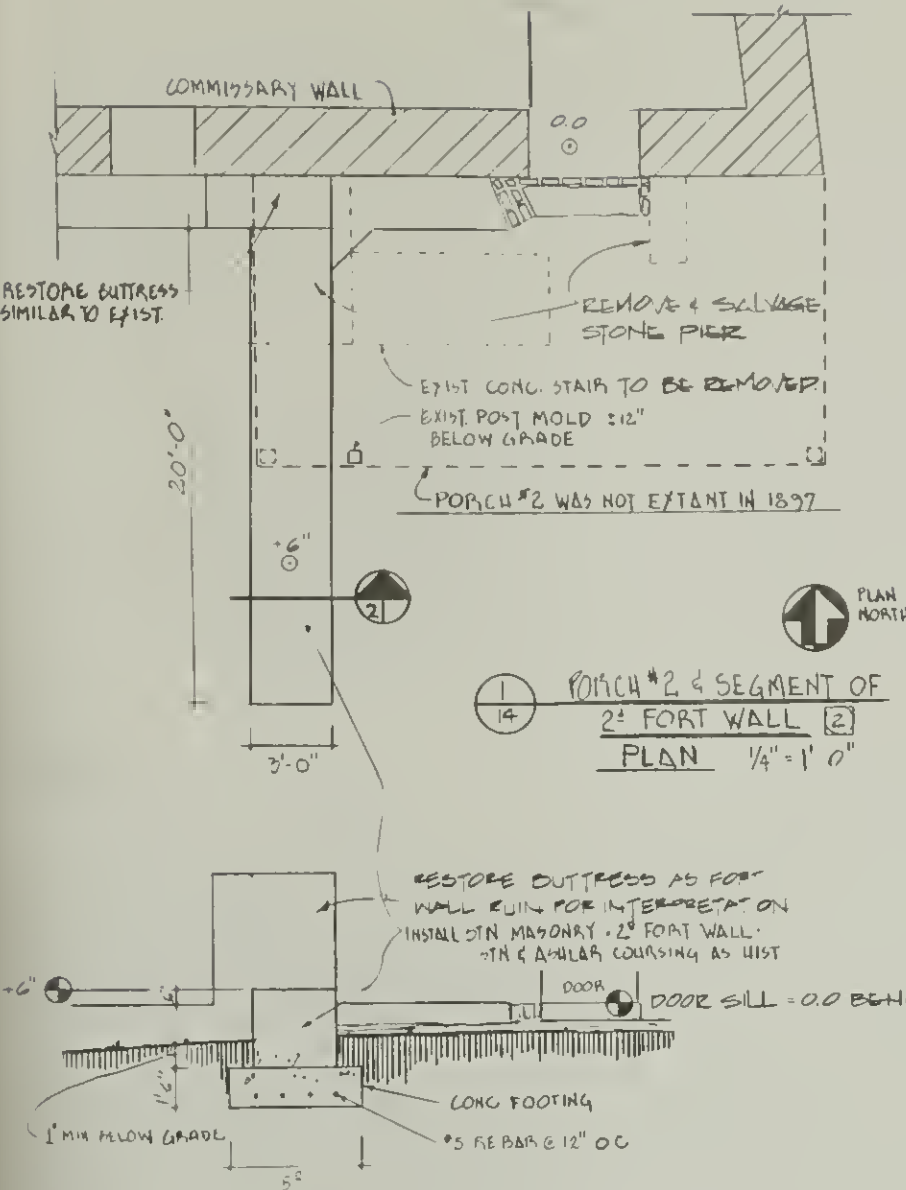 COMMISSARY WALL
0.0
RESTORE BUTTRESS
SIMILAR TO EXIST.
REMOVE & SALVAGE
STONE PIER
EXIST CONC. STAIR TO BE REMOVED.
EXIST. POST MOLD ±12"
BELOW GRADE
PORCH #2 WAS NOT EXTANT IN 1897
20'-0"
+6"
2
PLAN
NORTH
3'-0"
1
14
PORCH #2 & SEGMENT OF
2ᵈ FORT WALL 2
PLAN 1/4" = 1' 0"
RESTORE BUTTRESS AS FORT
WALL RUIN FOR INTERPRETATION
INSTALL STN MASONRY · 2ᵈ FORT WALL ·
STN & ASHLAR COURSING AS HIST
+6"
DOOR
DOOR SILL = 0.0
1'6"
CONC FOOTING
1' MIN BELOW GRADE
#5 REBAR @ 12" OC